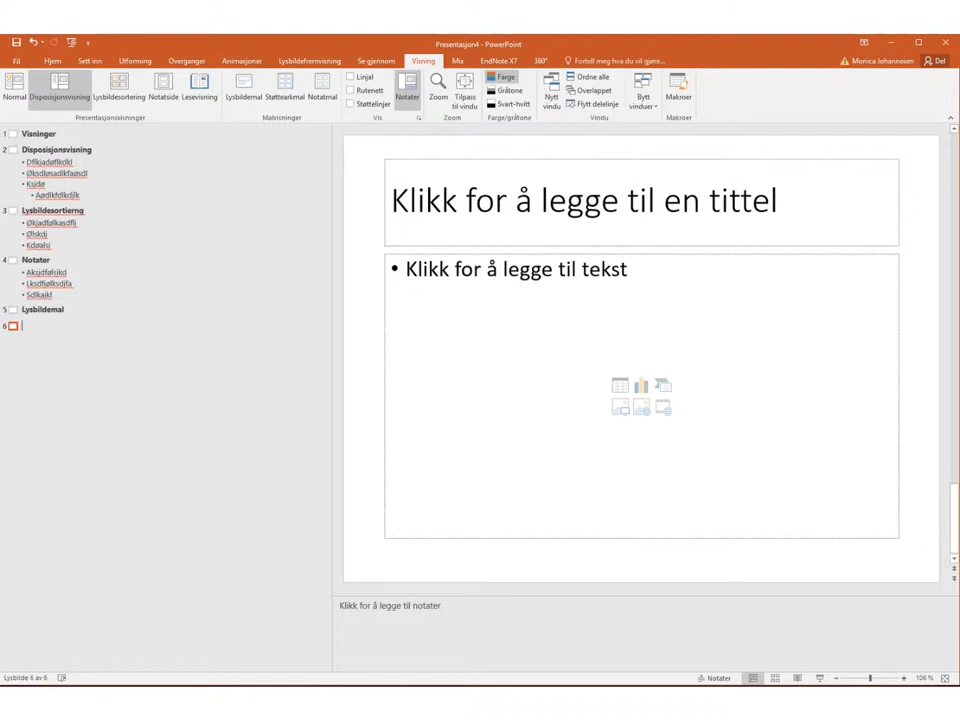 Presentasjon4 - PowerPoint
Fil Hjem Sett inn Utforming Overganger Animasjoner Lysbildefremvisning Se gjennom Visning Mix EndNote X7 360° Fortell meg hva du vil gjøre... Monica Johannesen Del
Normal Disposisjonsvisning Lysbildesortering Notatside Lesevisning
Lysbildemal Støttearkmal Notatmal
Linjal
Rutenett
Støttelinjer
Notater
Zoom Tilpass til vindu
Farge
Gråtone
Svart-hvitt
Nytt vindu
Ordne alle
Overlappet
Flytt delelinje
Bytt vinduer
Makroer
Presentasjonsvisninger Malvisninger Vis Zoom Farge/gråtone Vindu Makroer
1 Visninger
2 Disposisjonsvisning
• Dflkjadøflkdkl
• Øksdløsadlkfaøsdl
• Ksjdø
• Aødlkfdlkdjlk
3 Lysbildesortierng
• Økjadfølkasdflj
• Ølskdj
• Kdøalsi
4 Notater
• Aksjdfølsjkd
• Lksdfjølksdjfa
• Sdlkajkl
5 Lysbildemal
6
Klikk for å legge til en tittel
• Klikk for å legge til tekst
Klikk for å legge til notater
Lysbilde 6 av 6 Notater 106 %